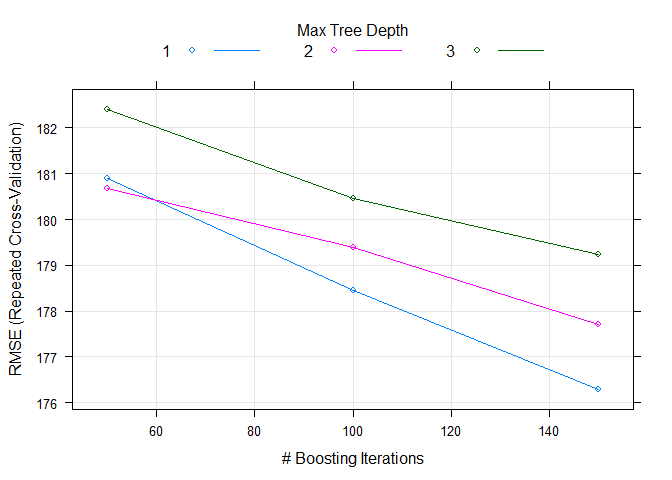 Max Tree Depth
1 2 3
RMSE (Repeated Cross-Validation)
182
181
180
179
178
177
176
60 80 100 120 140
# Boosting Iterations